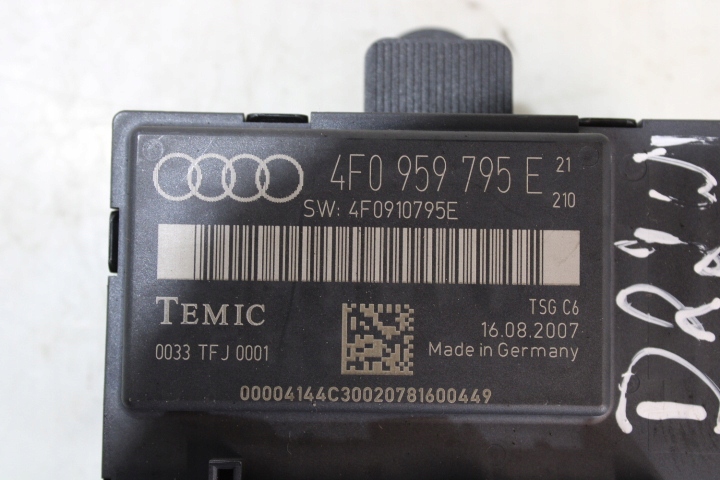 4F0 959 795 E 21
210
SW: 4F0910795E
TEMIC
TSG C6
16.08.2007
0033 TFJ 0001
Made in Germany
00004144C30020781600449